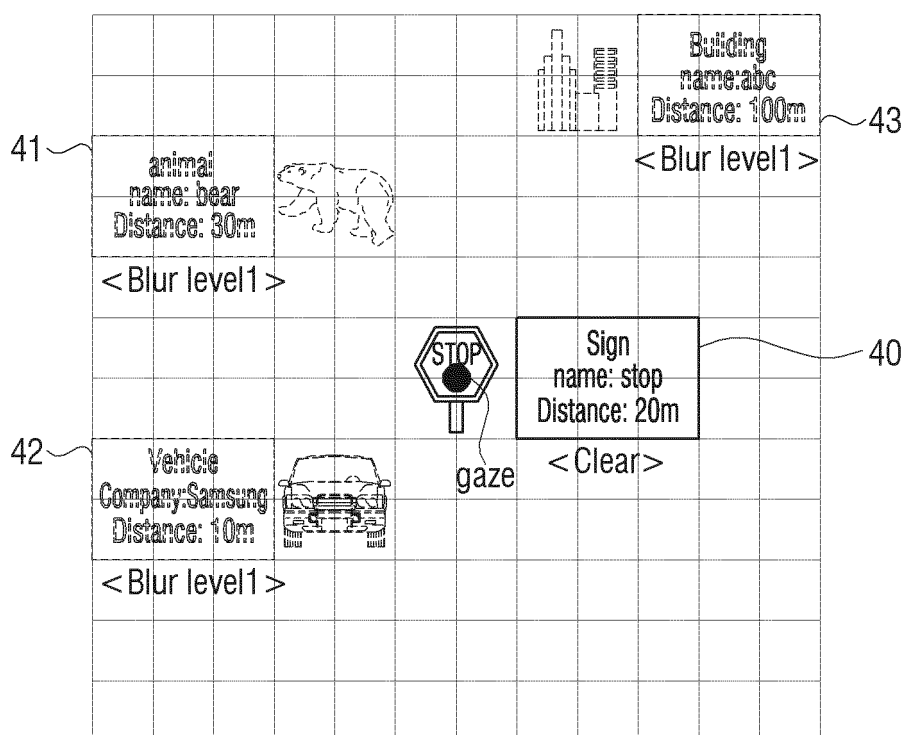 Building
name:abc
Distance: 100m
43
<Blur level1>
41
animal
name: bear
Distance: 30m
<Blur level1>
STOP
Sign
name: stop
Distance: 20m
40
<Clear>
gaze
42
Vehicle
Company:Samsung
Distance: 10m
<Blur level1>